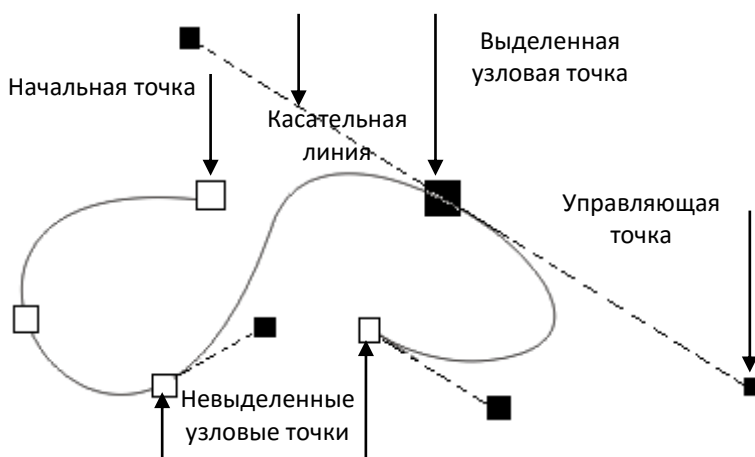 Выделенная
узловая точка
Начальная точка
Касательная
линия
Управляющая
точка
Невыделенные
узловые точки